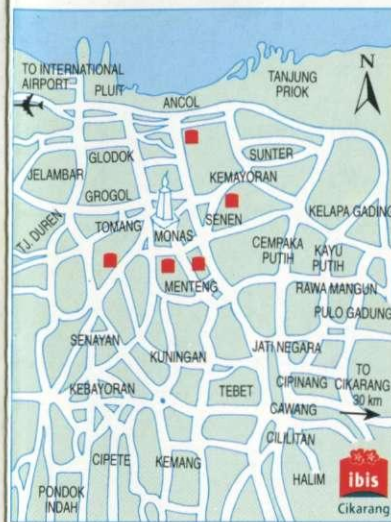 TO INTERNATIONAL
AIRPORT
PLUIT
ANCOL
TANJUNG
PRIOK
N
GLODOK
SUNTER
JELAMBAR
KEMAYORAN
GROGOL
KELAPA GADING
TJ. DUREN
TOMANG
SENEN
MONAS
CEMPAKA
PUTIH
KAYU
PUTIH
MENTENG
RAWA MANGUN
PULO GADUNG
SENAYAN
KUNINGAN
JATI NEGARA
TO
CIKARANG
30 km
KEBAYORAN
TEBET
CIPINANG
CAWANG
CILILITAN
CIPETE
KEMANG
HALIM
PONDOK
INDAH
ibis
Cikarang